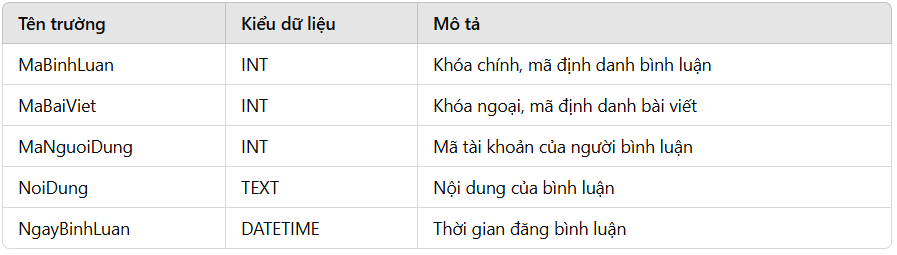 Tên trường Kiểu dữ liệu Mô tả
MaBinhLuan INT Khóa chính, mã định danh bình luận
MaBaiViet INT Khóa ngoại, mã định danh bài viết
MaNguoiDung INT Mã tài khoản của người bình luận
NoiDung TEXT Nội dung của bình luận
NgayBinhLuan DATETIME Thời gian đăng bình luận